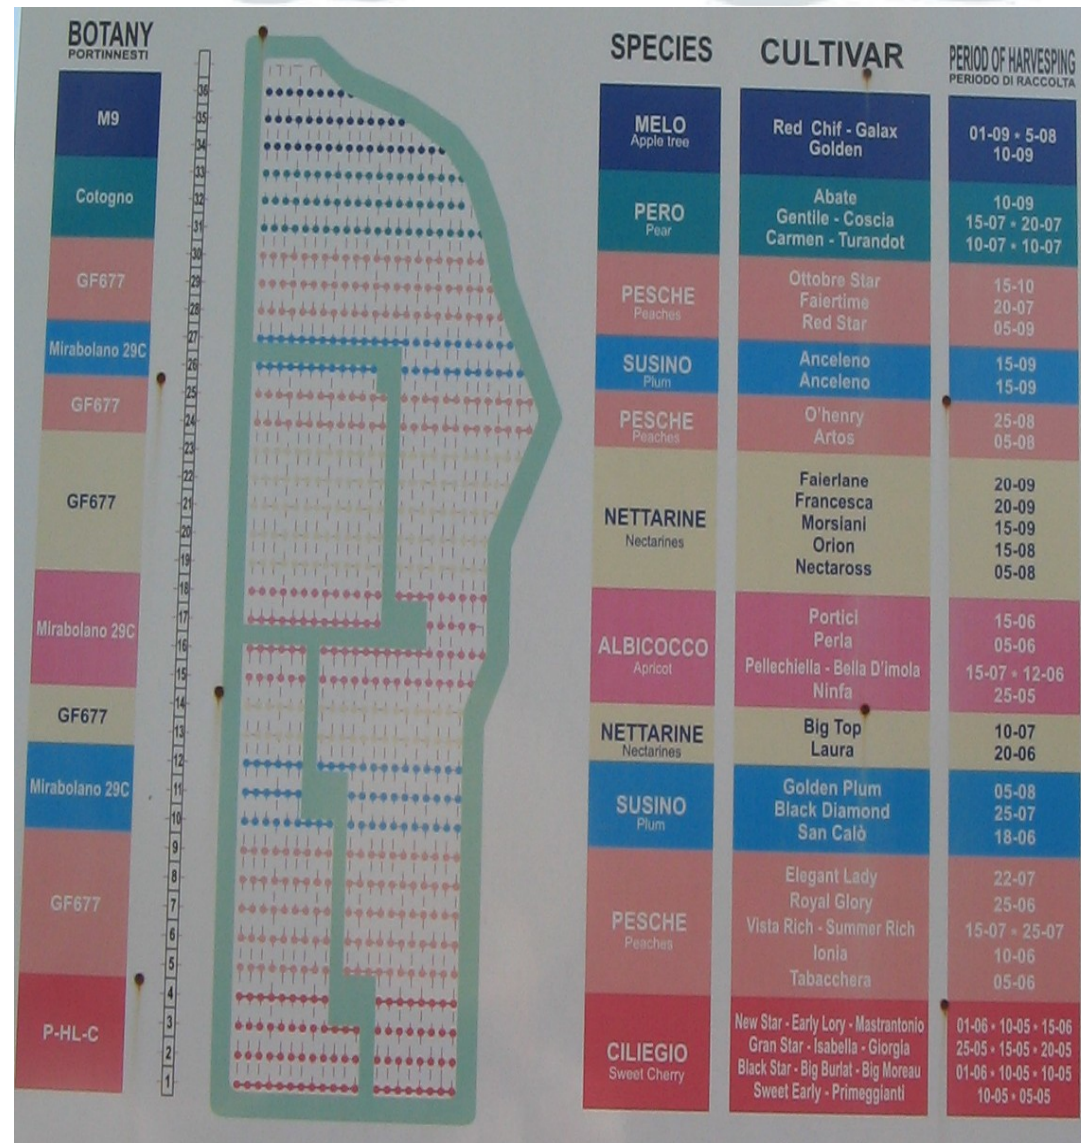 BOTANY
PORTINNESTI
M9
Cotogno
GF677
Mirabolano 29C
GF677
GF677
Mirabolano 29C
GF677
Mirabolano 29C
GF677
P-HL-C
36
35
34
33
32
31
30
29
28
27
26
25
24
23
22
21
20
19
18
17
16
15
14
13
12
11
10
9
8
7
6
5
4
3
2
1
SPECIES
MELO
Apple tree
PERO
Pear
PESCHE
Peaches
SUSINO
Plum
PESCHE
Peaches
NETTARINE
Nectarines
ALBICOCCO
Apricot
NETTARINE
Nectarines
SUSINO
Plum
PESCHE
Peaches
CILIEGIO
Sweet Cherry
CULTIVAR
Red Chif - Galax
Golden
Abate
Gentile - Coscia
Carmen - Turandot
Ottobre Star
Faiertime
Red Star
Anceleno
Anceleno
O'henry
Artos
Faierlane
Francesca
Morsiani
Orion
Nectaross
Portici
Perla
Pellechiella - Bella D'imola
Ninfa
Big Top
Laura
Golden Plum
Black Diamond
San Calò
Elegant Lady
Royal Glory
Vista Rich - Summer Rich
Ionia
Tabacchera
New Star - Early Lory - Mastrantonio
Gran Star - Isabella - Giorgia
Black Star - Big Burlat - Big Moreau
Sweet Early - Primeggianti
PERIOD OF HARVESPING
PERIODO DI RACCOLTA
01-09 • 5-08
10-09
10-09
15-07 • 20-07
10-07 • 10-07
15-10
20-07
05-09
15-09
15-09
25-08
05-08
20-09
20-09
15-09
15-08
05-08
15-06
05-06
15-07 • 12-06
25-05
10-07
20-06
05-08
25-07
18-06
22-07
25-06
15-07 • 25-07
10-06
05-06
01-06 • 10-05 • 15-06
25-05 • 15-05 • 20-05
01-06 • 10-05 • 10-05
10-05 • 05-05